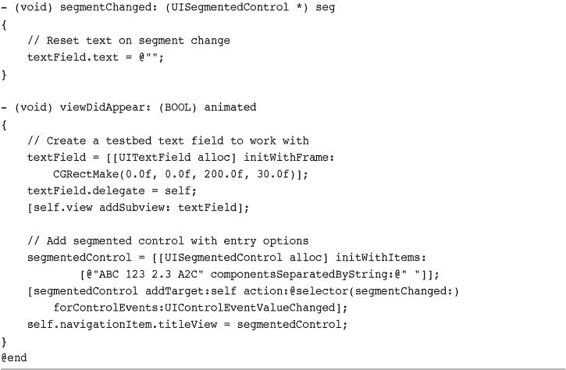 - (void) segmentChanged: (UISegmentedControl *) seg
{
    // Reset text on segment change
    textField.text = @"";
}

- (void) viewDidAppear: (BOOL) animated
{
    // Create a testbed text field to work with
    textField = [[UITextField alloc] initWithFrame:
        CGRectMake(0.0f, 0.0f, 200.0f, 30.0f)];
    textField.delegate = self;
    [self.view addSubview: textField];

    // Add segmented control with entry options
    segmentedControl = [[UISegmentedControl alloc] initWithItems:
            [@"ABC 123 2.3 A2C" componentsSeparatedByString:@" "]];
    [segmentedControl addTarget:self action:@selector(segmentChanged:)
        forControlEvents:UIControlEventValueChanged];
    self.navigationItem.titleView = segmentedControl;
}
@end